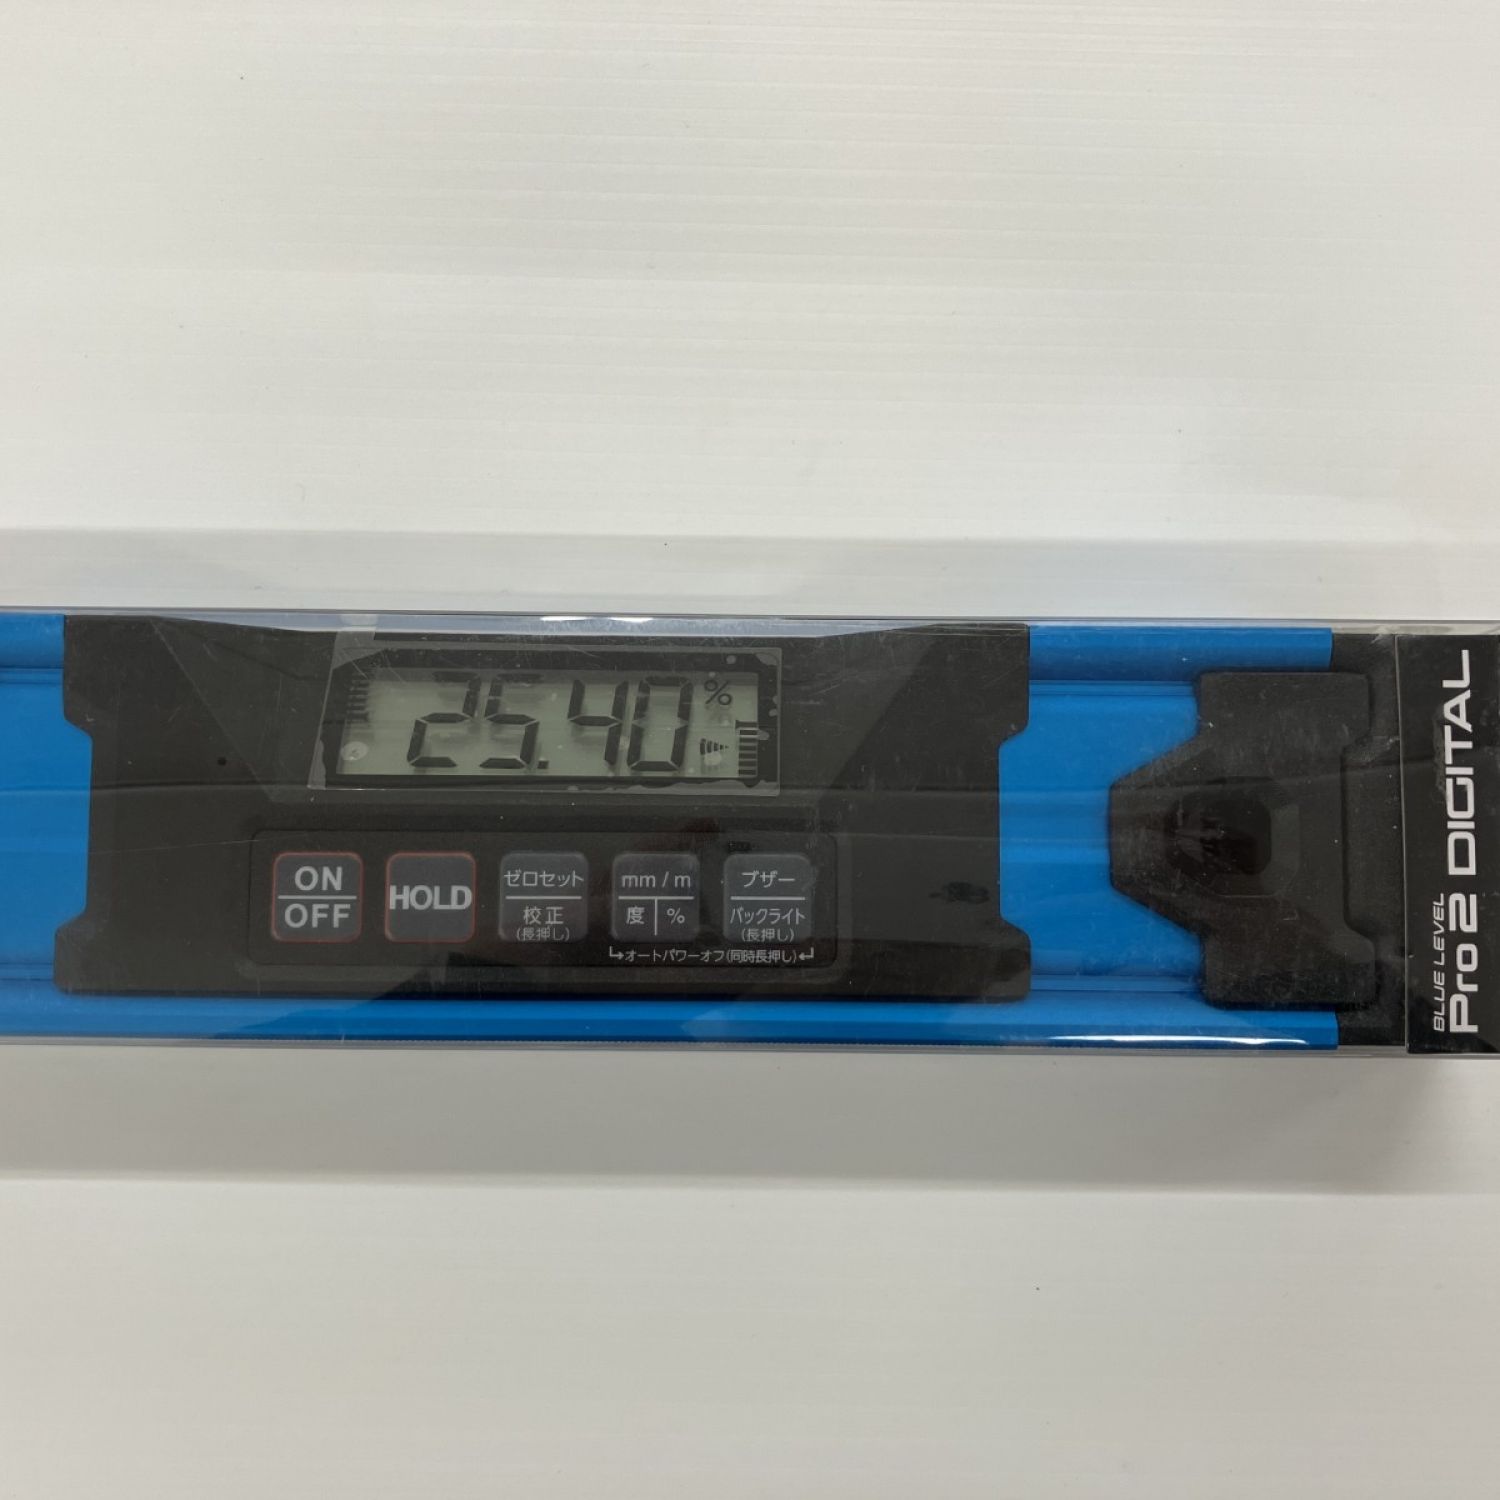 25.40 %
ON
OFF
HOLD
ゼロセット
校正
(長押し)
mm / m
度 %
ブザー
バックライト
(長押し)
↳オートパワーオフ(同時長押し)↲
BLUE LEVEL
Pro 2 DIGITAL